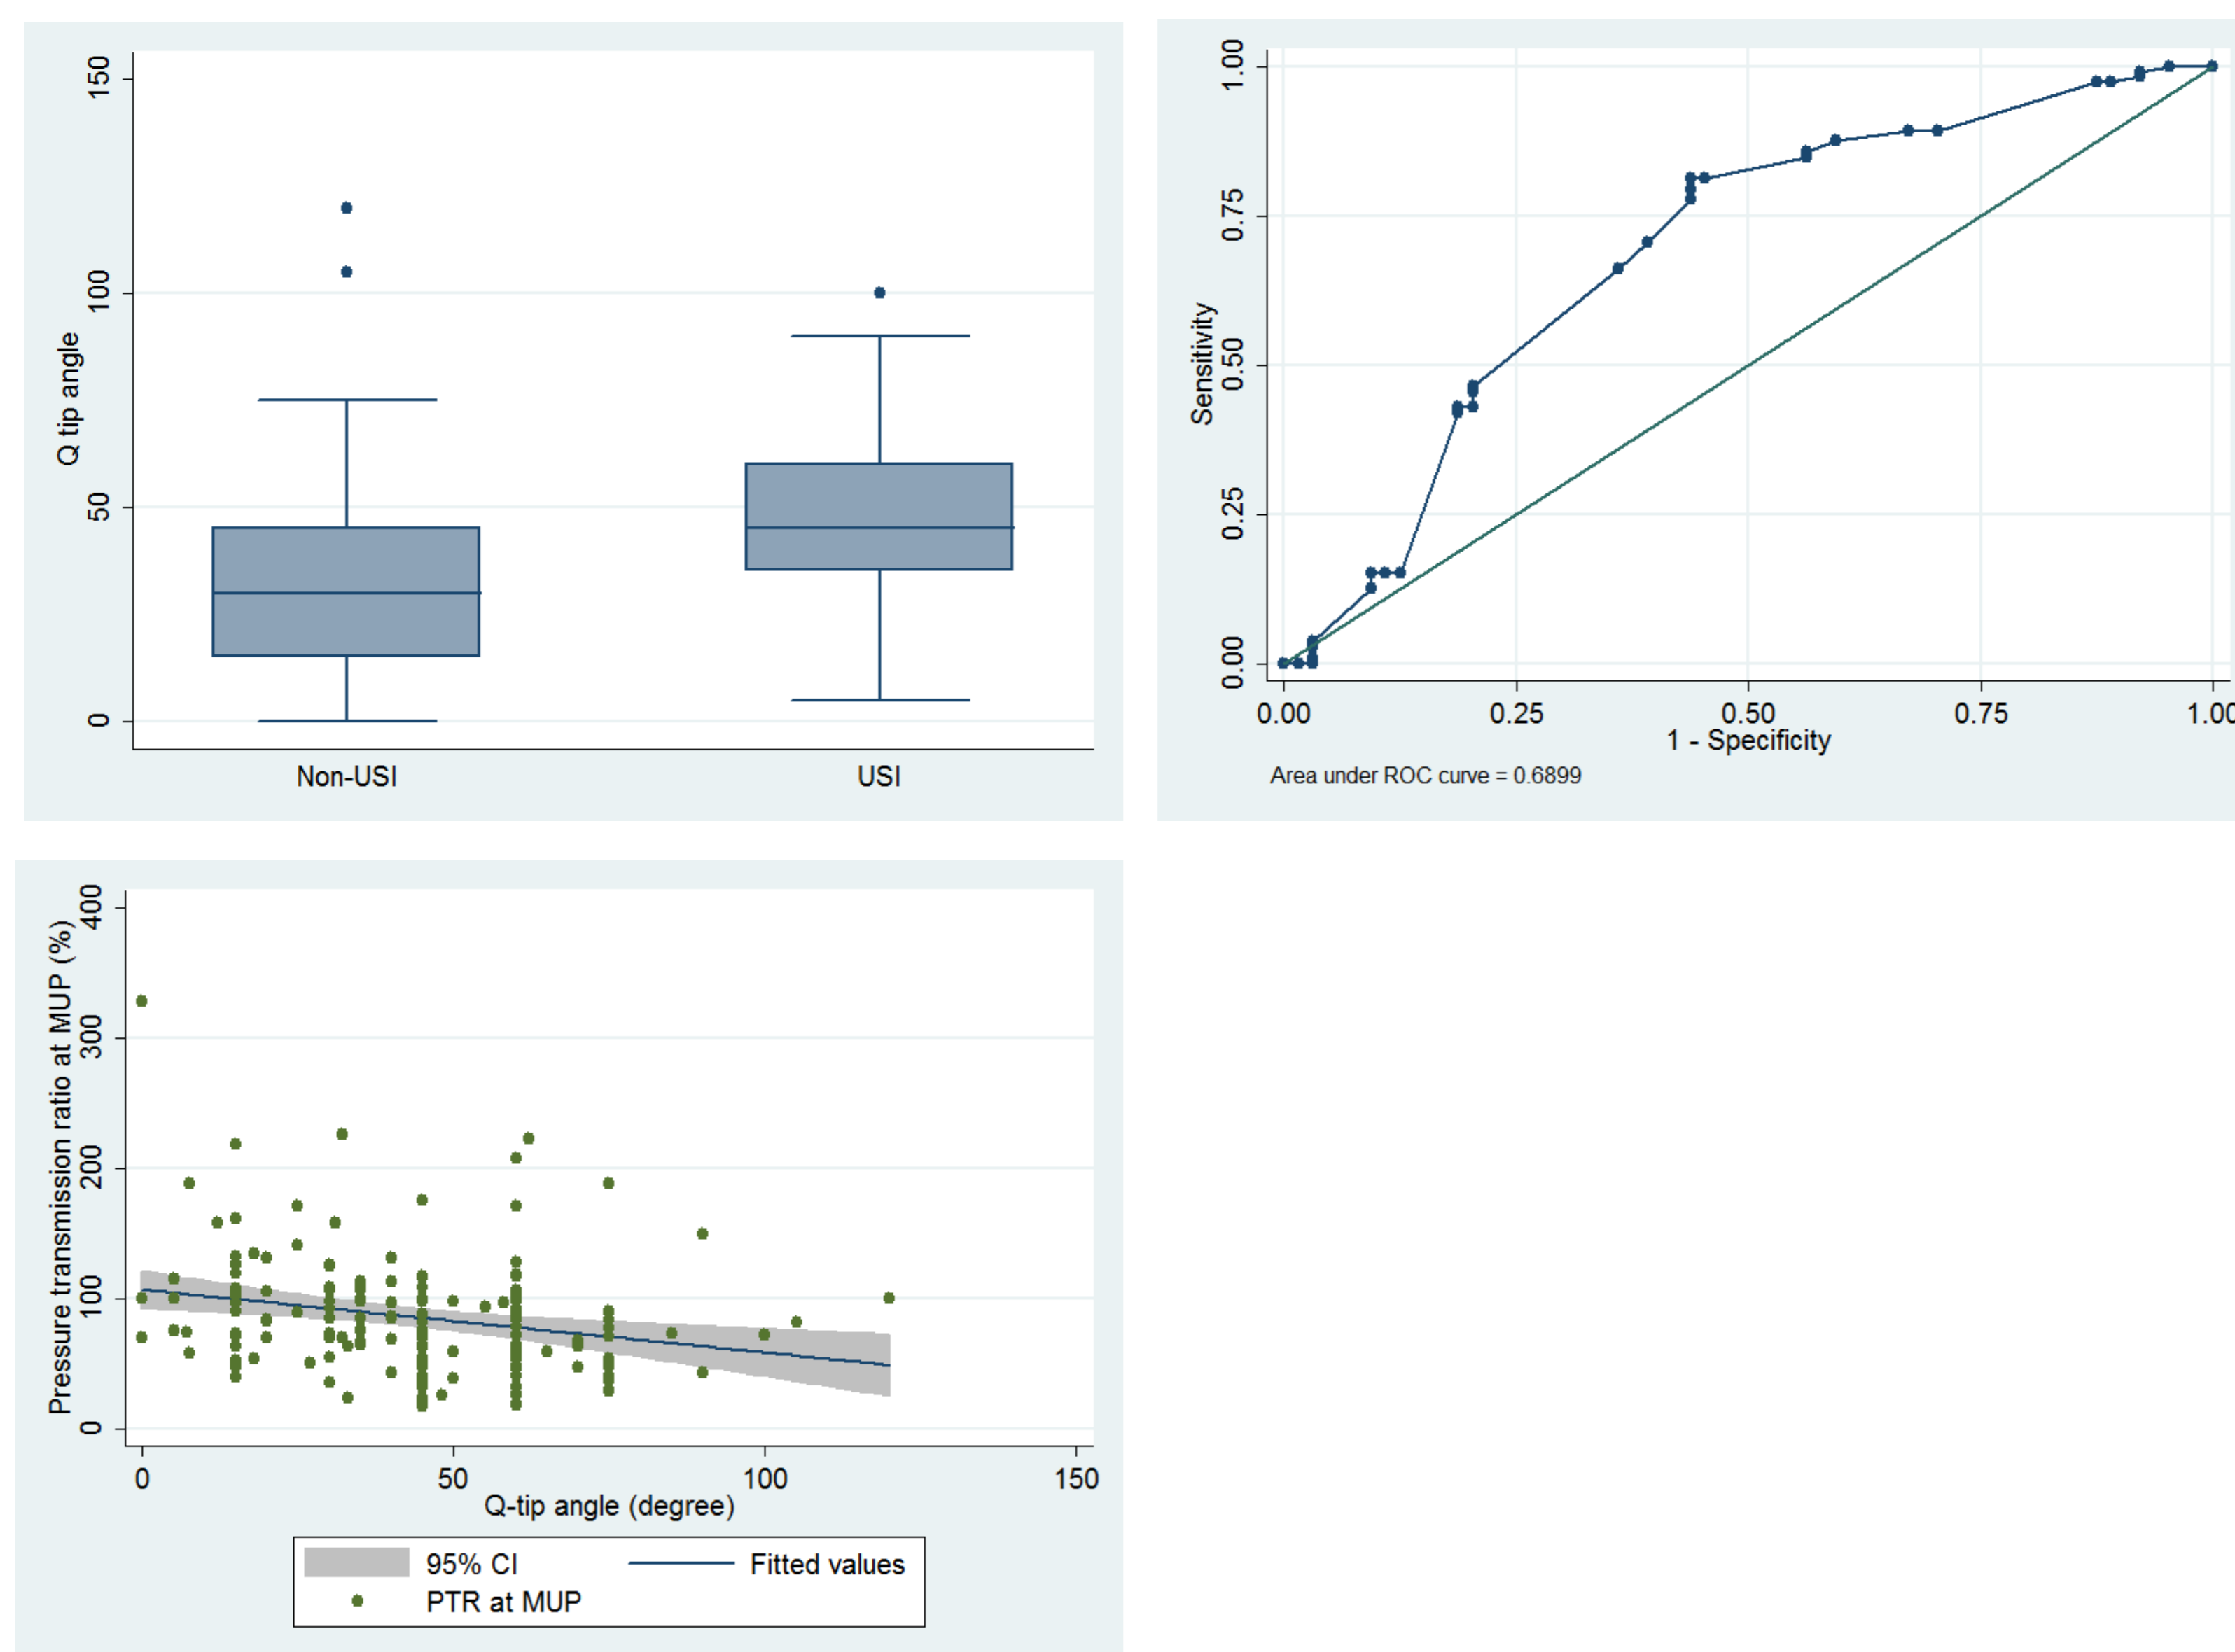 Q tip angle
150
100
50
0
Non-USI
USI
Sensitivity
1.00
0.75
0.50
0.25
0.00
0.00
0.25
0.50
0.75
1.00
1 - Specificity
Area under ROC curve = 0.6899
Pressure transmission ratio at MUP (%)
400
300
200
100
0
0
50
100
150
Q-tip angle (degree)
95% CI
Fitted values
PTR at MUP